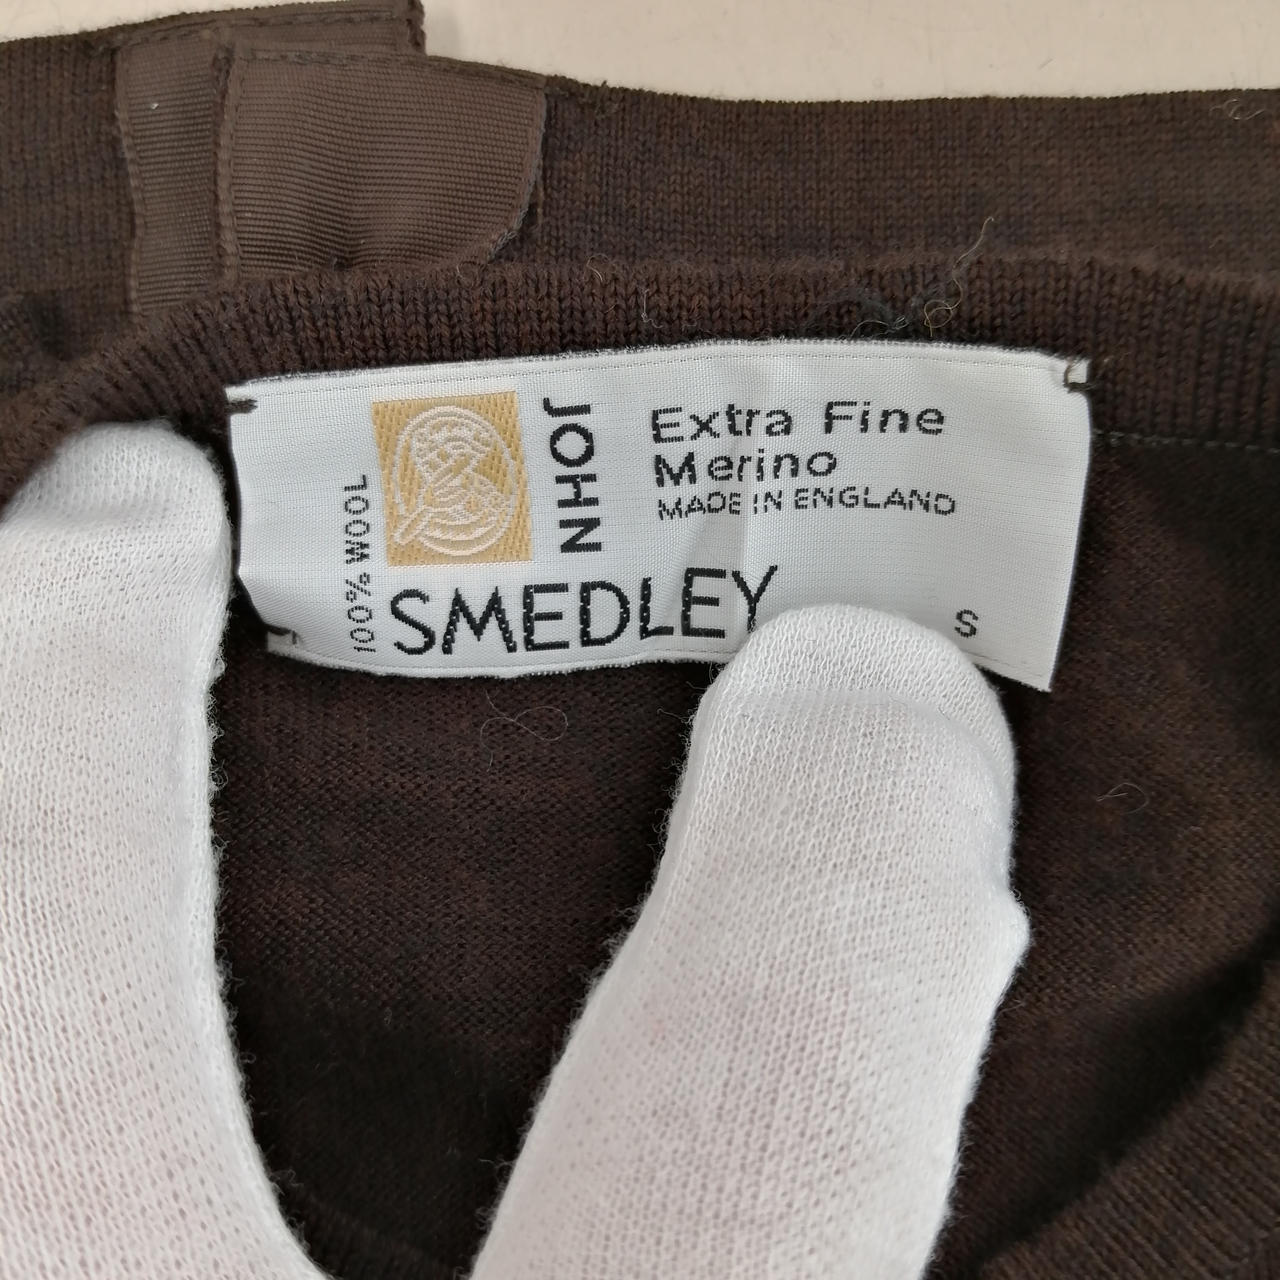 100% WOOL
JOHN
SMEDLEY
Extra Fine
Merino
MADE IN ENGLAND
S